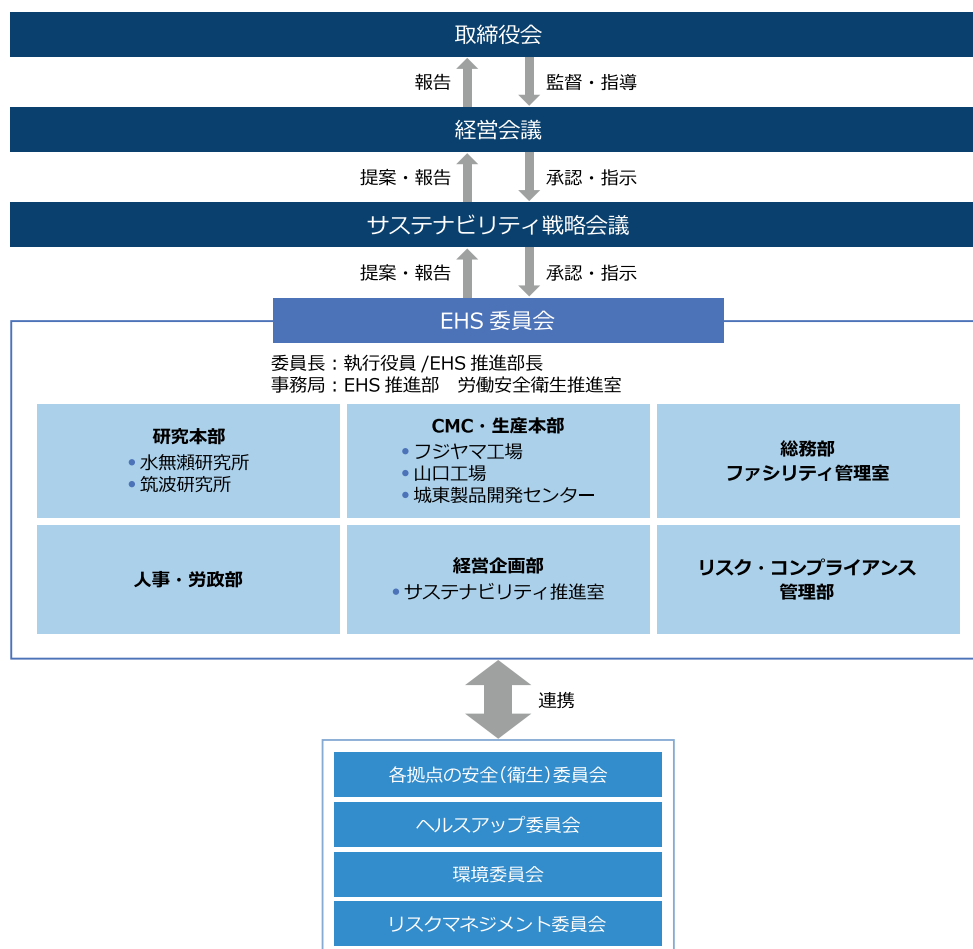 取締役会
報告
監督・指導
経営会議
提案・報告
承認・指示
サステナビリティ戦略会議
提案・報告
承認・指示
EHS 委員会
委員長：執行役員 /EHS 推進部長
事務局：EHS 推進部　労働安全衛生推進室
研究本部
• 水無瀬研究所
• 筑波研究所
CMC・生産本部
• フジヤマ工場
• 山口工場
• 城東製品開発センター
総務部
ファシリティ管理室
人事・労政部
経営企画部
• サステナビリティ推進室
リスク・コンプライアンス
管理部
連携
各拠点の安全（衛生）委員会
ヘルスアップ委員会
環境委員会
リスクマネジメント委員会